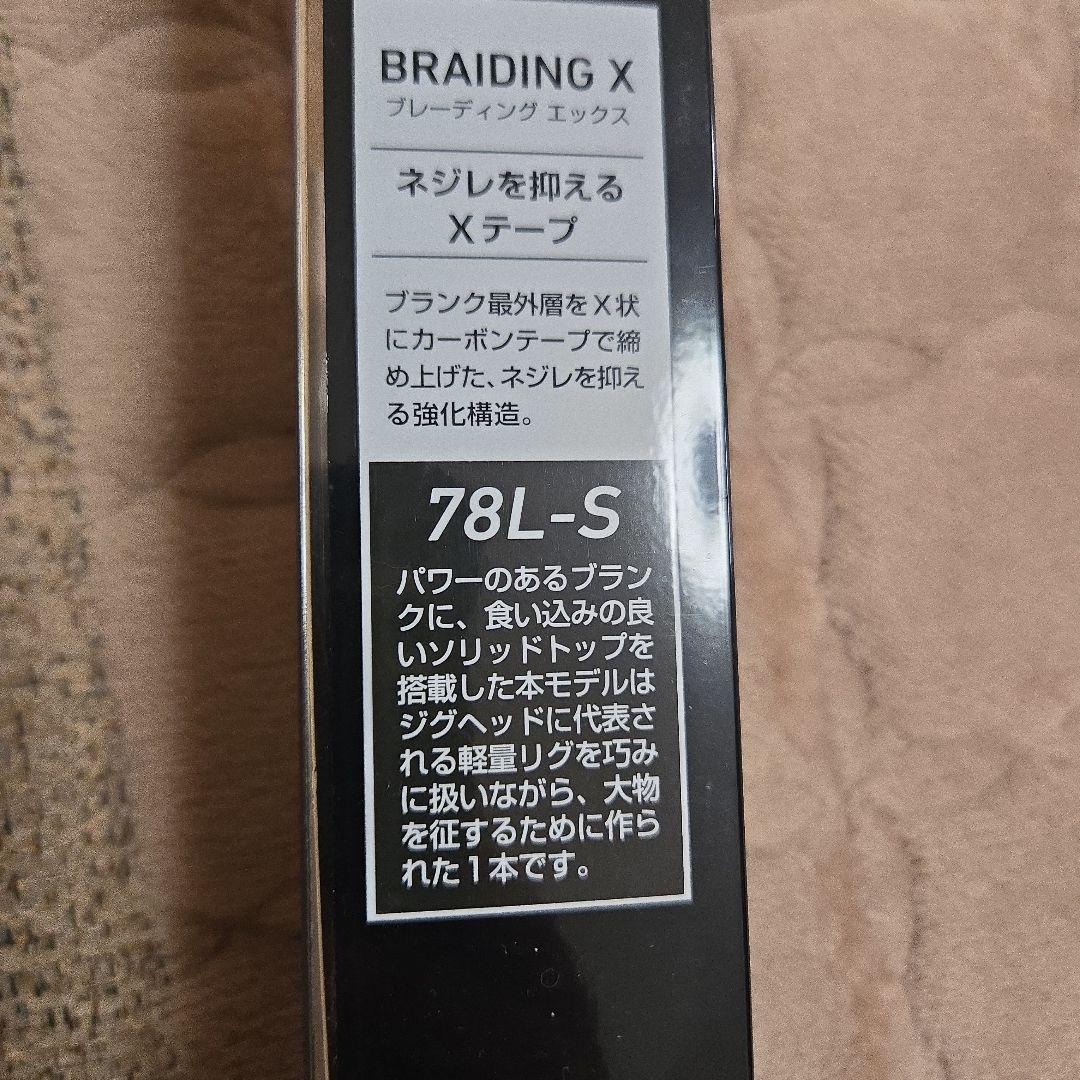 BRAIDING X
ブレーディング エックス
ネジレを抑える
Xテープ
ブランク最外層をX状
にカーボンテープで締
め上げた、ネジレを抑え
る強化構造。
78L-S
パワーのあるブラン
クに、食い込みの良
いソリッドトップを
搭載した本モデルは
ジグヘッドに代表さ
れる軽量リグを巧み
に扱いながら、大物
を征するために作ら
れた1本です。